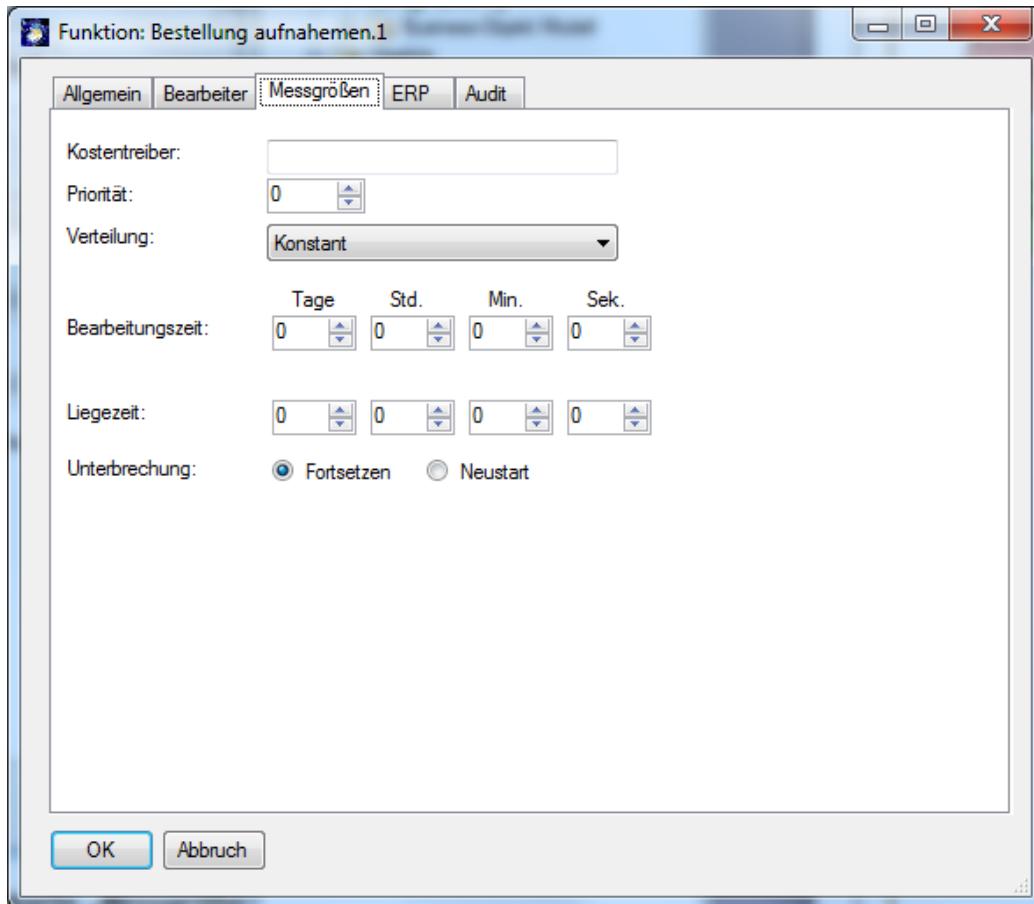 Funktion: Bestellung aufnahemen.1
Allgemein Bearbeiter Messgrößen ERP Audit
Kostentreiber:
Priorität: 0
Verteilung: Konstant
Tage Std. Min. Sek.
Bearbeitungszeit: 0 0 0 0
Liegezeit: 0 0 0 0
Unterbrechung: Fortsetzen Neustart
OK Abbruch